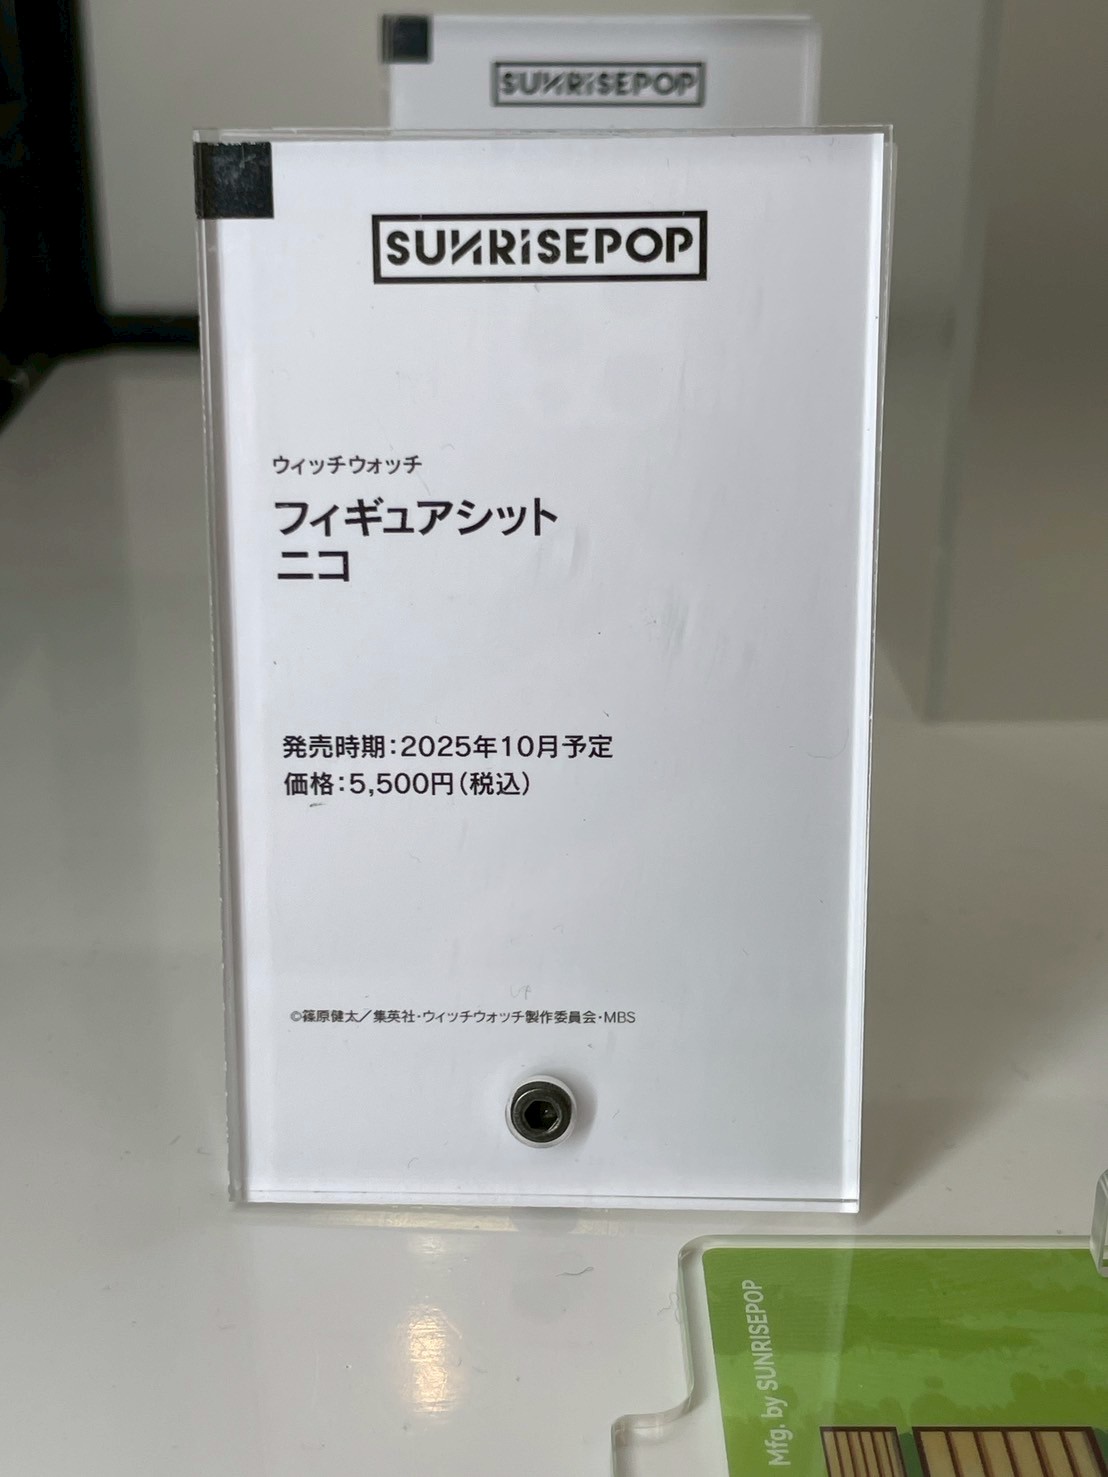 SUNRISEPOP
SUNRISEPOP
ウィッチウォッチ
フィギュアシット
ニコ
発売時期：2025年10月予定
価格：5,500円（税込）
©篠原健太／集英社・ウィッチウォッチ製作委員会・MBS
Mfg. by SUNRISEPOP